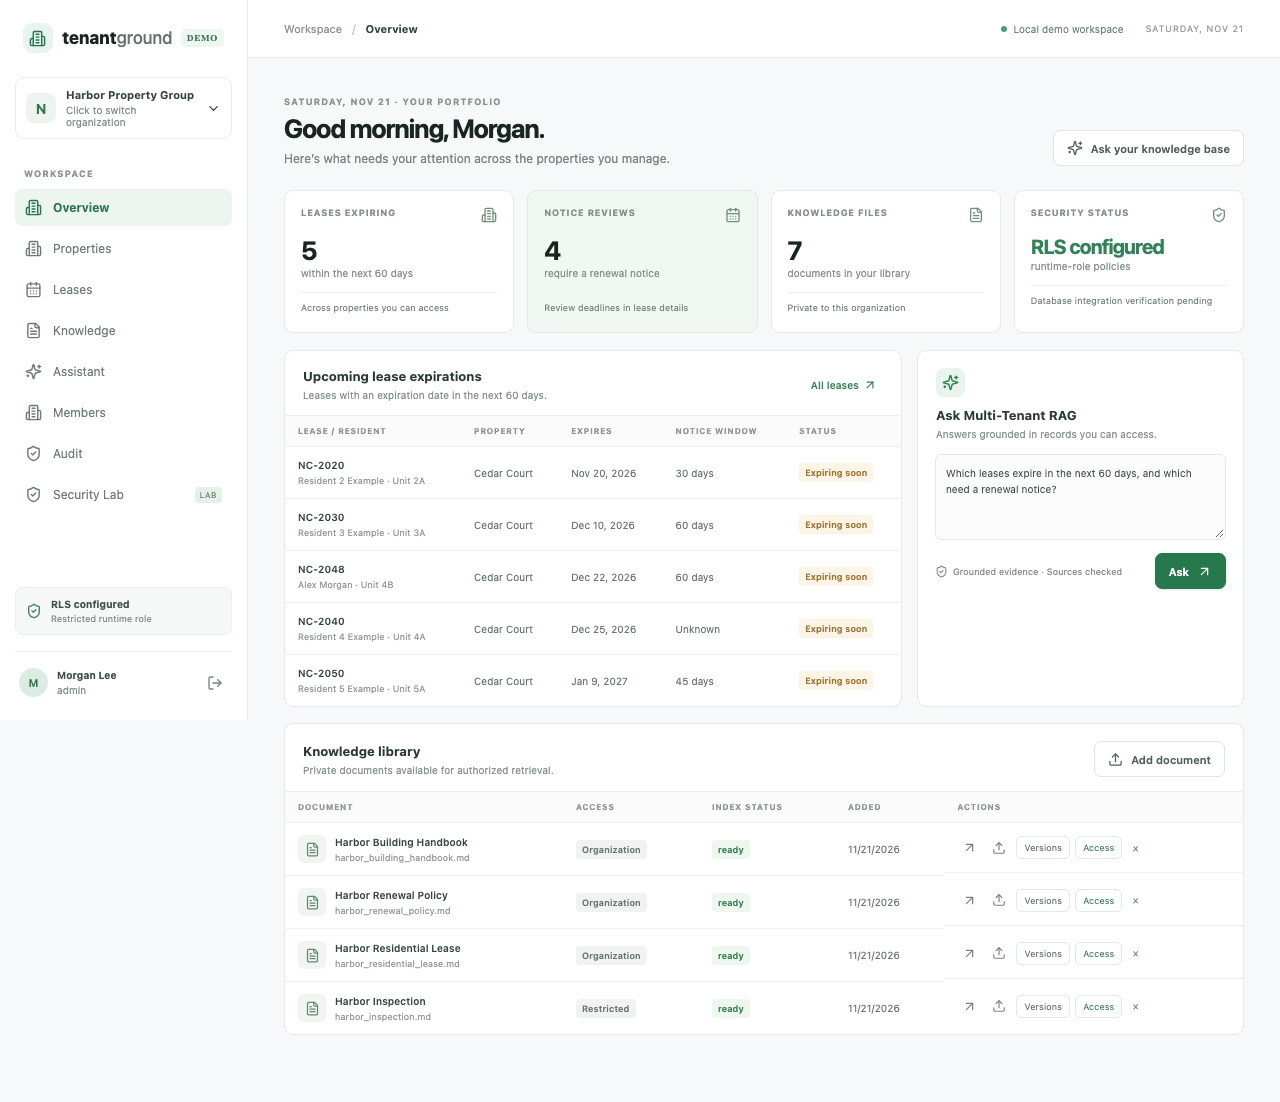 tenantground DEMO
N
Harbor Property Group
Click to switch
organization
WORKSPACE
Overview
Properties
Leases
Knowledge
Assistant
Members
Audit
Security Lab LAB
RLS configured
Restricted runtime role
M
Morgan Lee
admin
Workspace / Overview
Local demo workspace
SATURDAY, NOV 21
SATURDAY, NOV 21 · YOUR PORTFOLIO
Good morning, Morgan.
Here's what needs your attention across the properties you manage.
Ask your knowledge base
LEASES EXPIRING
5
within the next 60 days
Across properties you can access
NOTICE REVIEWS
4
require a renewal notice
Review deadlines in lease details
KNOWLEDGE FILES
7
documents in your library
Private to this organization
SECURITY STATUS
RLS configured
runtime-role policies
Database integration verification pending
Upcoming lease expirations
Leases with an expiration date in the next 60 days.
All leases
LEASE / RESIDENT PROPERTY EXPIRES NOTICE WINDOW STATUS
NC-2020
Resident 2 Example · Unit 2A
Cedar Court Nov 20, 2026 30 days Expiring soon
NC-2030
Resident 3 Example · Unit 3A
Cedar Court Dec 10, 2026 60 days Expiring soon
NC-2048
Alex Morgan · Unit 4B
Cedar Court Dec 22, 2026 60 days Expiring soon
NC-2040
Resident 4 Example · Unit 4A
Cedar Court Dec 25, 2026 Unknown Expiring soon
NC-2050
Resident 5 Example · Unit 5A
Cedar Court Jan 9, 2027 45 days Expiring soon
Ask Multi-Tenant RAG
Answers grounded in records you can access.
Which leases expire in the next 60 days, and which
need a renewal notice?
Grounded evidence · Sources checked
Ask
Knowledge library
Private documents available for authorized retrieval.
Add document
DOCUMENT ACCESS INDEX STATUS ADDED ACTIONS
Harbor Building Handbook
harbor_building_handbook.md
Organization ready 11/21/2026 Versions Access ×
Harbor Renewal Policy
harbor_renewal_policy.md
Organization ready 11/21/2026 Versions Access ×
Harbor Residential Lease
harbor_residential_lease.md
Organization ready 11/21/2026 Versions Access ×
Harbor Inspection
harbor_inspection.md
Restricted ready 11/21/2026 Versions Access ×